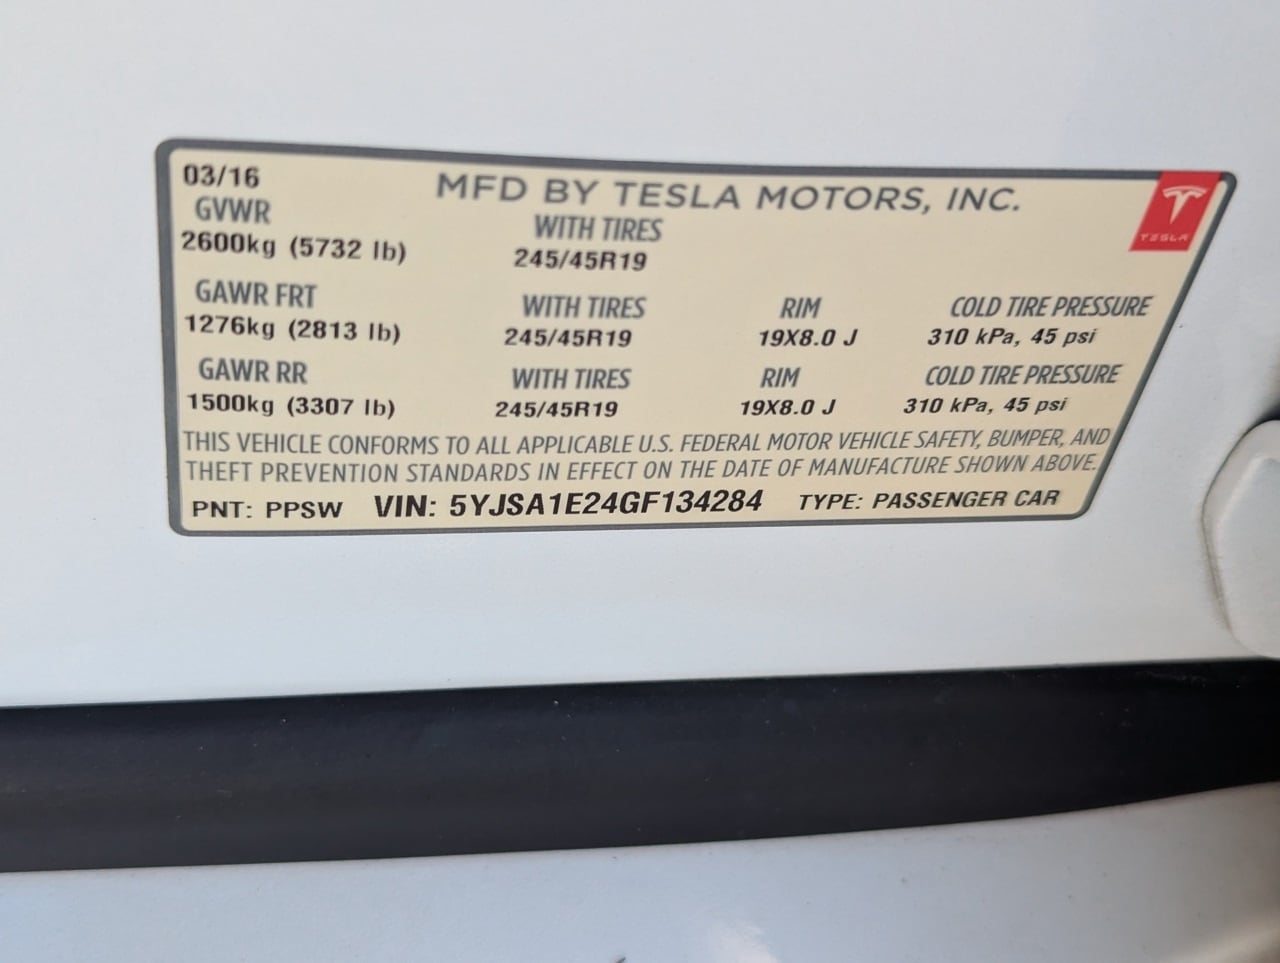 03/16 MFD BY TESLA MOTORS, INC.
TESLA
GVWR WITH TIRES
2600kg (5732 lb) 245/45R19
GAWR FRT WITH TIRES RIM COLD TIRE PRESSURE
1276kg (2813 lb) 245/45R19 19X8.0 J 310 kPa, 45 psi
GAWR RR WITH TIRES RIM COLD TIRE PRESSURE
1500kg (3307 lb) 245/45R19 19X8.0 J 310 kPa, 45 psi
THIS VEHICLE CONFORMS TO ALL APPLICABLE U.S. FEDERAL MOTOR VEHICLE SAFETY, BUMPER, AND
THEFT PREVENTION STANDARDS IN EFFECT ON THE DATE OF MANUFACTURE SHOWN ABOVE.
PNT: PPSW VIN: 5YJSA1E24GF134284 TYPE: PASSENGER CAR